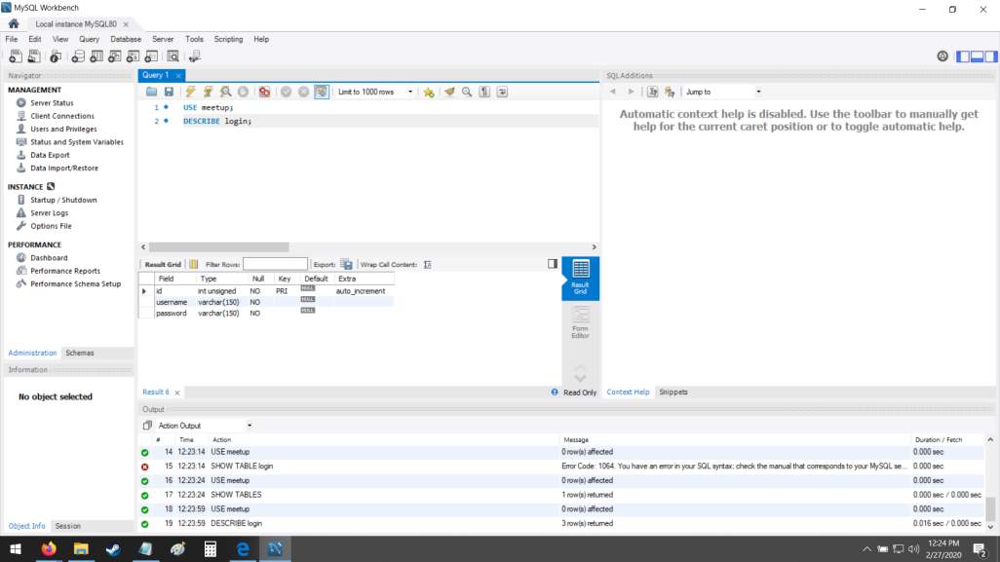 MySQL Workbench
Local instance MySQL80
File Edit View Query Database Server Tools Scripting Help
Navigator
MANAGEMENT
Server Status
Client Connections
Users and Privileges
Status and System Variables
Data Export
Data Import/Restore
INSTANCE
Startup / Shutdown
Server Logs
Options File
PERFORMANCE
Dashboard
Performance Reports
Performance Schema Setup
Administration Schemas
Information
No object selected
Object Info Session
Query 1
Limit to 1000 rows
1 USE meetup;
2 DESCRIBE login;
Result Grid Filter Rows: Export: Wrap Cell Content:
Field Type Null Key Default Extra
id int unsigned NO PRI NULL auto_increment
username varchar(150) NO NULL
password varchar(150) NO NULL
Result Grid
Form Editor
Result 6 Read Only
SQLAdditions
Jump to
Automatic context help is disabled. Use the toolbar to manually get
help for the current caret position or to toggle automatic help.
Context Help Snippets
Output
Action Output
# Time Action Message Duration / Fetch
14 12:23:14 USE meetup 0 row(s) affected 0.000 sec
15 12:23:14 SHOW TABLE login Error Code: 1064. You have an error in your SQL syntax; check the manual that corresponds to your MySQL se... 0.000 sec
16 12:23:24 USE meetup 0 row(s) affected 0.000 sec
17 12:23:24 SHOW TABLES 1 row(s) returned 0.000 sec / 0.000 sec
18 12:23:59 USE meetup 0 row(s) affected 0.000 sec
19 12:23:59 DESCRIBE login 3 row(s) returned 0.016 sec / 0.000 sec
12:24 PM
2/27/2020
2